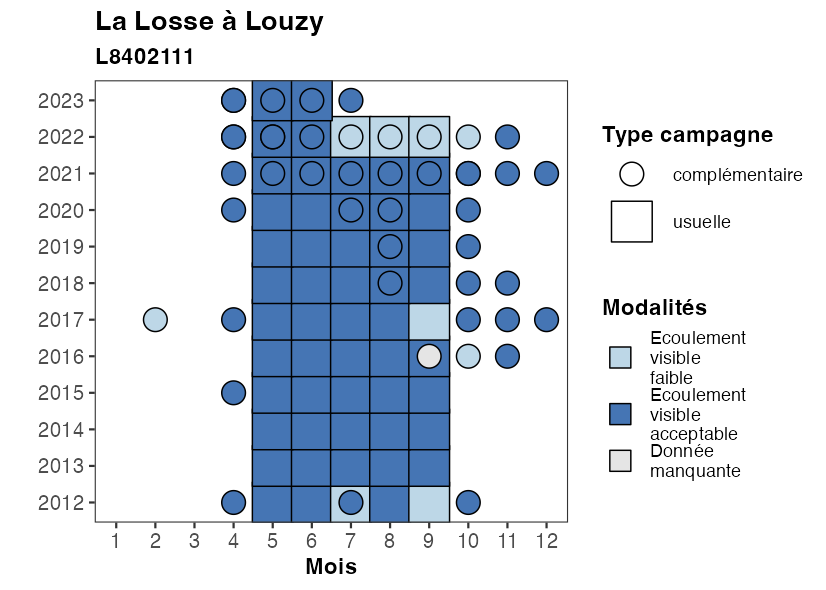 La Losse à Louzy
L8402111
2023
2022
2021
2020
2019
2018
2017
2016
2015
2014
2013
2012
1 2 3 4 5 6 7 8 9 10 11 12
Mois
Type campagne
complémentaire
usuelle
Modalités
Ecoulement
visible
faible
Ecoulement
visible
acceptable
Donnée
manquante